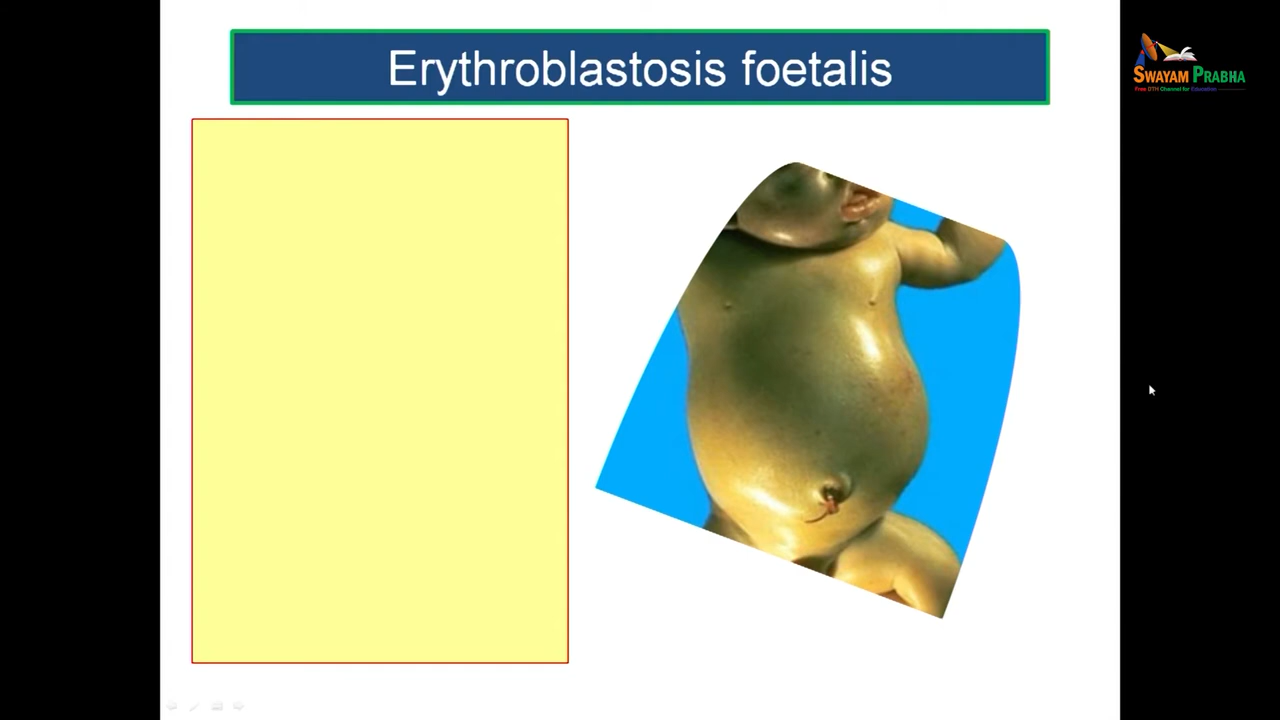 Erythroblastosis foetalis
SWAYAM PRABHA
Free DTH Channel for Education